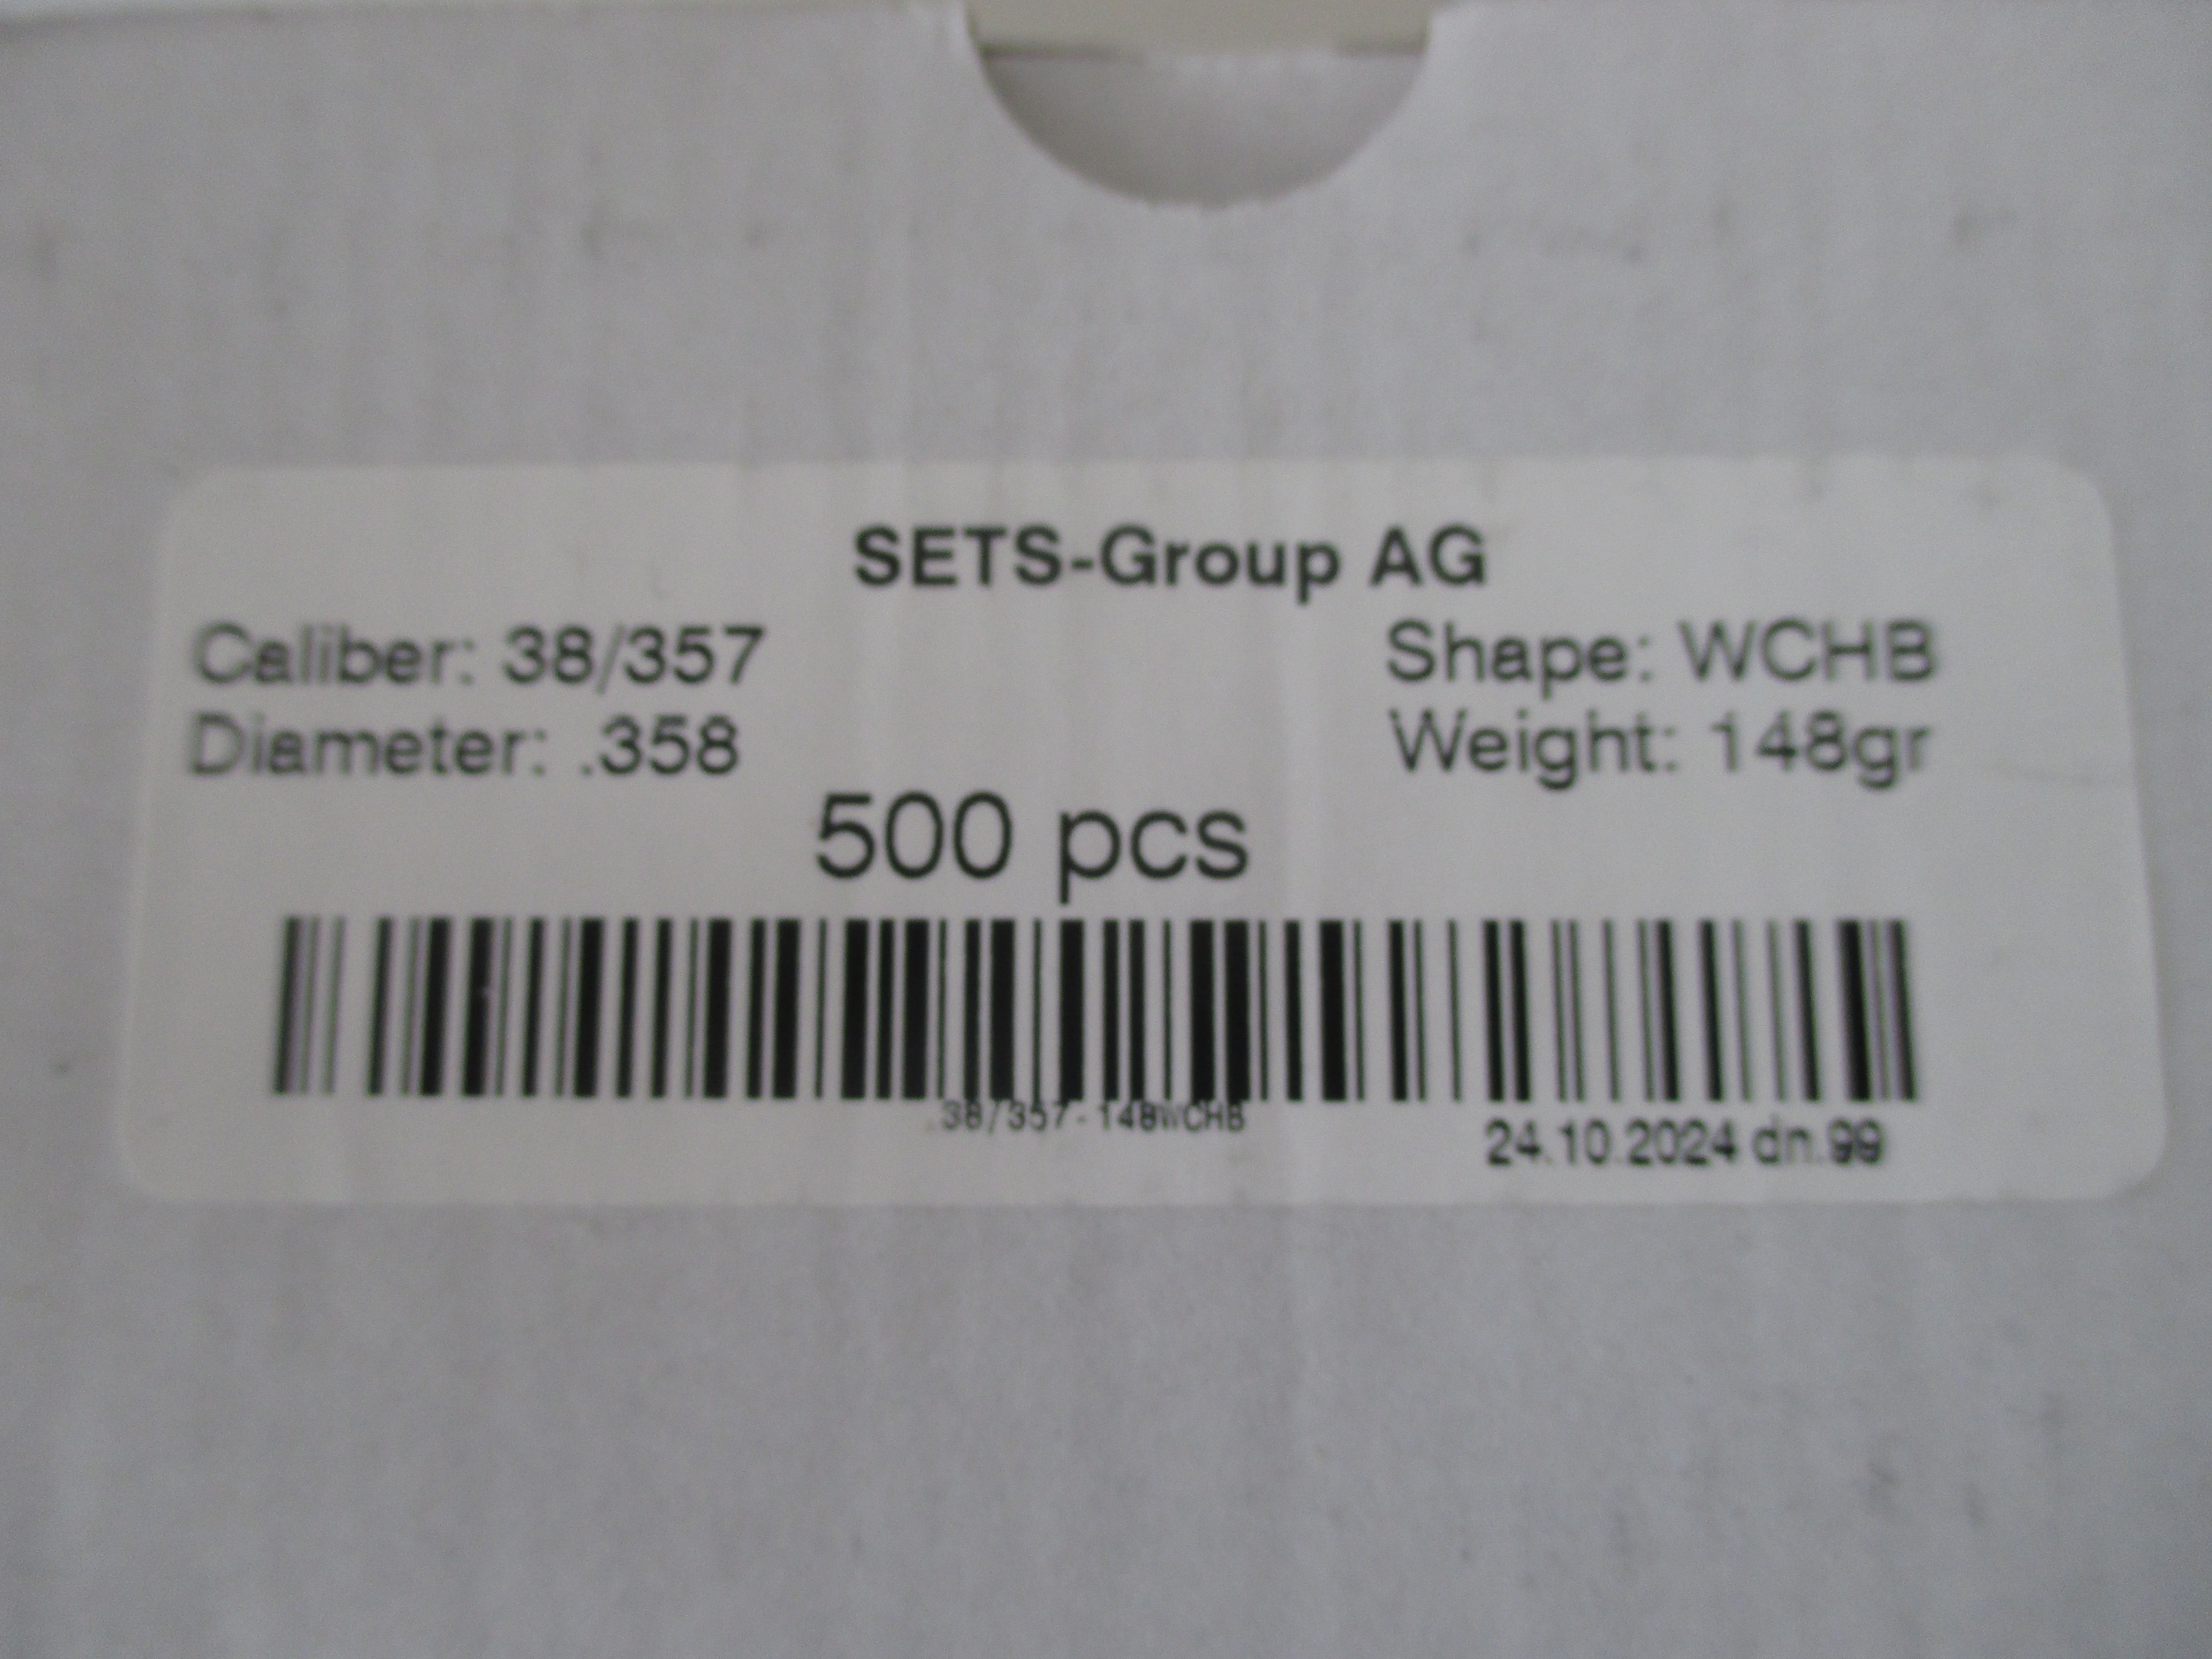 SETS-Group AG
Caliber: 38/357 Shape: WCHB
Diameter: .358 Weight: 148gr
500 pcs
.38/357-148WCHB
24.10.2024 dn.99